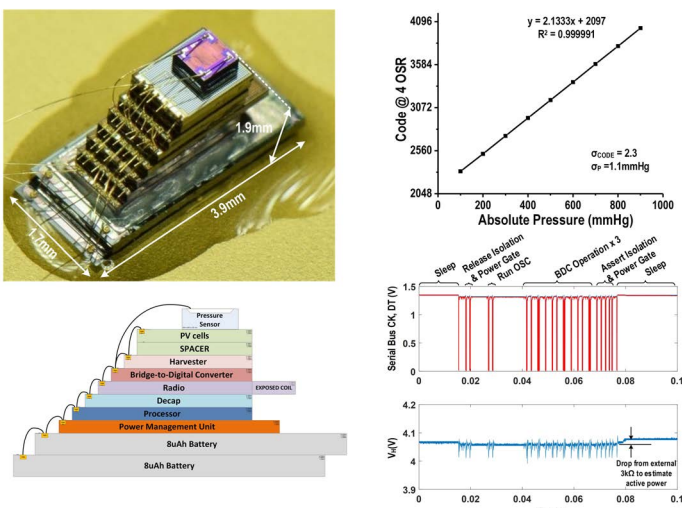 1.9mm
3.9mm
1.7mm
Pressure
Sensor
PV cells
SPACER
Harvester
Bridge-to-Digital Converter
Radio
EXPOSED COIL
Decap
Processor
Power Management Unit
8uAh Battery
8uAh Battery
4096
3584
3072
2560
2048
Code @ 4 OSR
y = 2.1333x + 2097
R² = 0.999991
σCODE = 2.3
σP =1.1mmHg
0 200 400 600 800 1000
Absolute Pressure (mmHg)
Sleep
Release Isolation
& Power Gate
Run OSC
BDC Operation x 3
Assert Isolation
& Power Gate
Sleep
1.5
1
0.5
0
Serial Bus CK, DT (V)
0 0.02 0.04 0.06 0.08 0.1
4.2
4.1
4
3.9
VH(V)
Drop from external
3kΩ to estimate
active power
0 0.02 0.04 0.06 0.08 0.1